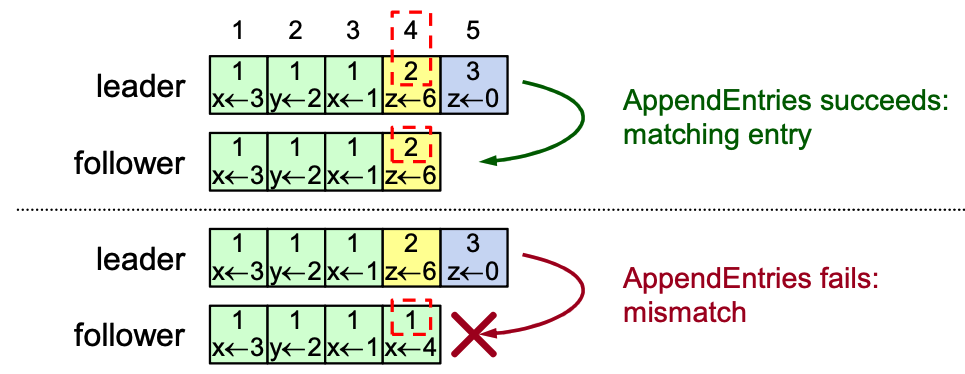 1 2 3 4 5
leader
1 1 1 2 3
x←3 y←2 x←1 z←6 z←0
AppendEntries succeeds:
matching entry
follower
1 1 1 2
x←3 y←2 x←1 z←6
leader
1 1 1 2 3
x←3 y←2 x←1 z←6 z←0
AppendEntries fails:
mismatch
follower
1 1 1 1
x←3 y←2 x←1 x←4